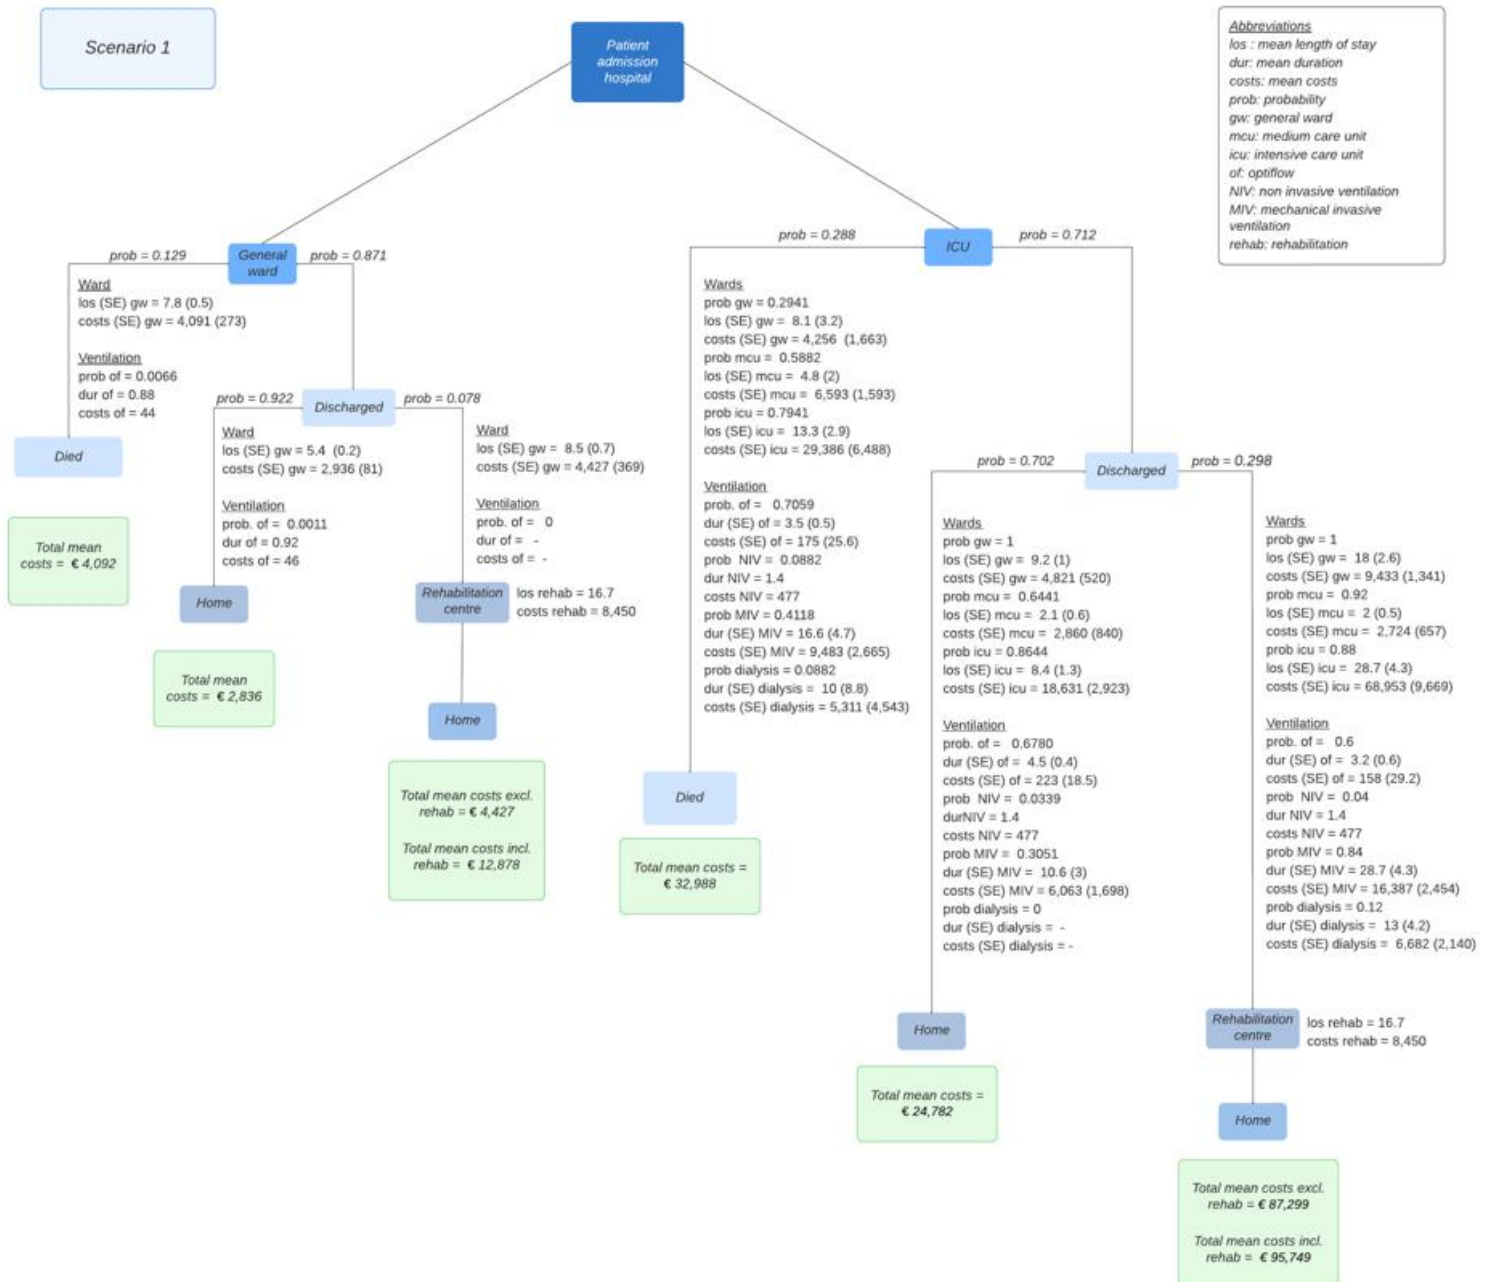 Scenario 1
Patient
admission
hospital
Abbreviations
los : mean length of stay
dur: mean duration
costs: mean costs
prob: probability
gw: general ward
mcu: medium care unit
icu: intensive care unit
of: optiflow
NIV: non invasive ventilation
MIV: mechanical invasive
ventilation
rehab: rehabilitation
prob = 0.129
General
ward
prob = 0.871
Ward
los (SE) gw = 7.8 (0.5)
costs (SE) gw = 4,091 (273)
Ventilation
prob of = 0.0066
dur of = 0.88
costs of = 44
Died
Total mean
costs = € 4,092
prob = 0.922
Discharged
prob = 0.078
Ward
los (SE) gw = 5.4 (0.2)
costs (SE) gw = 2,936 (81)
Ventilation
prob. of = 0.0011
dur of = 0.92
costs of = 46
Home
Total mean
costs = € 2,836
Ward
los (SE) gw = 8.5 (0.7)
costs (SE) gw = 4,427 (369)
Ventilation
prob. of = 0
dur of = -
costs of = -
Rehabilitation
centre
los rehab = 16.7
costs rehab = 8,450
Home
Total mean costs excl.
rehab = € 4,427
Total mean costs incl.
rehab = € 12,878
prob = 0.288
ICU
prob = 0.712
Wards
prob gw = 0.2941
los (SE) gw = 8.1 (3.2)
costs (SE) gw = 4,256 (1,663)
prob mcu = 0.5882
los (SE) mcu = 4.8 (2)
costs (SE) mcu = 6,593 (1,593)
prob icu = 0.7941
los (SE) icu = 13.3 (2.9)
costs (SE) icu = 29,386 (6,488)
Ventilation
prob. of = 0.7059
dur (SE) of = 3.5 (0.5)
costs (SE) of = 175 (25.6)
prob NIV = 0.0882
dur NIV = 1.4
costs NIV = 477
prob MIV = 0.4118
dur (SE) MIV = 16.6 (4.7)
costs (SE) MIV = 9,483 (2,665)
prob dialysis = 0.0882
dur (SE) dialysis = 10 (8.8)
costs (SE) dialysis = 5,311 (4,543)
Died
Total mean costs =
€ 32,988
prob = 0.702
Discharged
prob = 0.298
Wards
prob gw = 1
los (SE) gw = 9.2 (1)
costs (SE) gw = 4,821 (520)
prob mcu = 0.6441
los (SE) mcu = 2.1 (0.6)
costs (SE) mcu = 2,860 (840)
prob icu = 0.8644
los (SE) icu = 8.4 (1.3)
costs (SE) icu = 18,631 (2,923)
Ventilation
prob. of = 0.6780
dur (SE) of = 4.5 (0.4)
costs (SE) of = 223 (18.5)
prob NIV = 0.0339
durNIV = 1.4
costs NIV = 477
prob MIV = 0.3051
dur (SE) MIV = 10.6 (3)
costs (SE) MIV = 6,063 (1,698)
prob dialysis = 0
dur (SE) dialysis = -
costs (SE) dialysis = -
Home
Total mean costs =
€ 24,782
Wards
prob gw = 1
los (SE) gw = 18 (2.6)
costs (SE) gw = 9,433 (1,341)
prob mcu = 0.92
los (SE) mcu = 2 (0.5)
costs (SE) mcu = 2,724 (657)
prob icu = 0.88
los (SE) icu = 28.7 (4.3)
costs (SE) icu = 68,953 (9,669)
Ventilation
prob. of = 0.6
dur (SE) of = 3.2 (0.6)
costs (SE) of = 158 (29.2)
prob NIV = 0.04
dur NIV = 1.4
costs NIV = 477
prob MIV = 0.84
dur (SE) MIV = 28.7 (4.3)
costs (SE) MIV = 16,387 (2,454)
prob dialysis = 0.12
dur (SE) dialysis = 13 (4.2)
costs (SE) dialysis = 6,682 (2,140)
Rehabilitation
centre
los rehab = 16.7
costs rehab = 8,450
Home
Total mean costs excl.
rehab = € 87,299
Total mean costs incl.
rehab = € 95,749